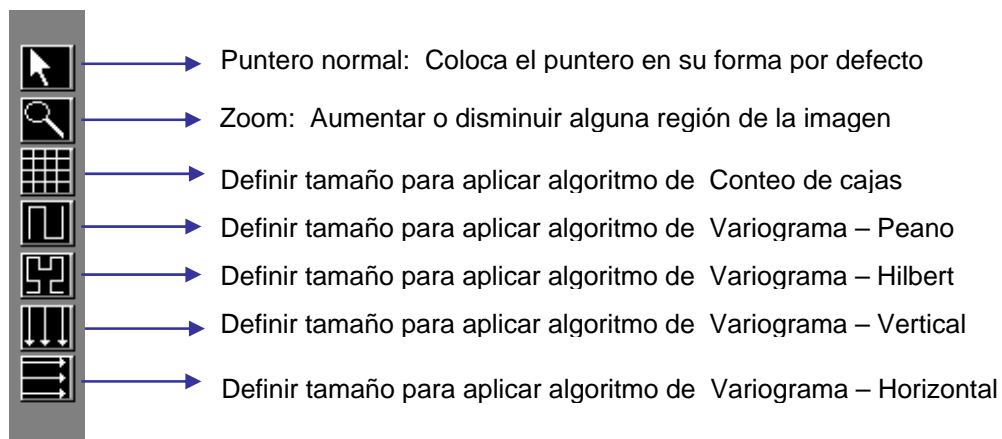 Puntero normal: Coloca el puntero en su forma por defecto
Zoom: Aumentar o disminuir alguna región de la imagen
Definir tamaño para aplicar algoritmo de Conteo de cajas
Definir tamaño para aplicar algoritmo de Variograma – Peano
Definir tamaño para aplicar algoritmo de Variograma – Hilbert
Definir tamaño para aplicar algoritmo de Variograma – Vertical
Definir tamaño para aplicar algoritmo de Variograma – Horizontal